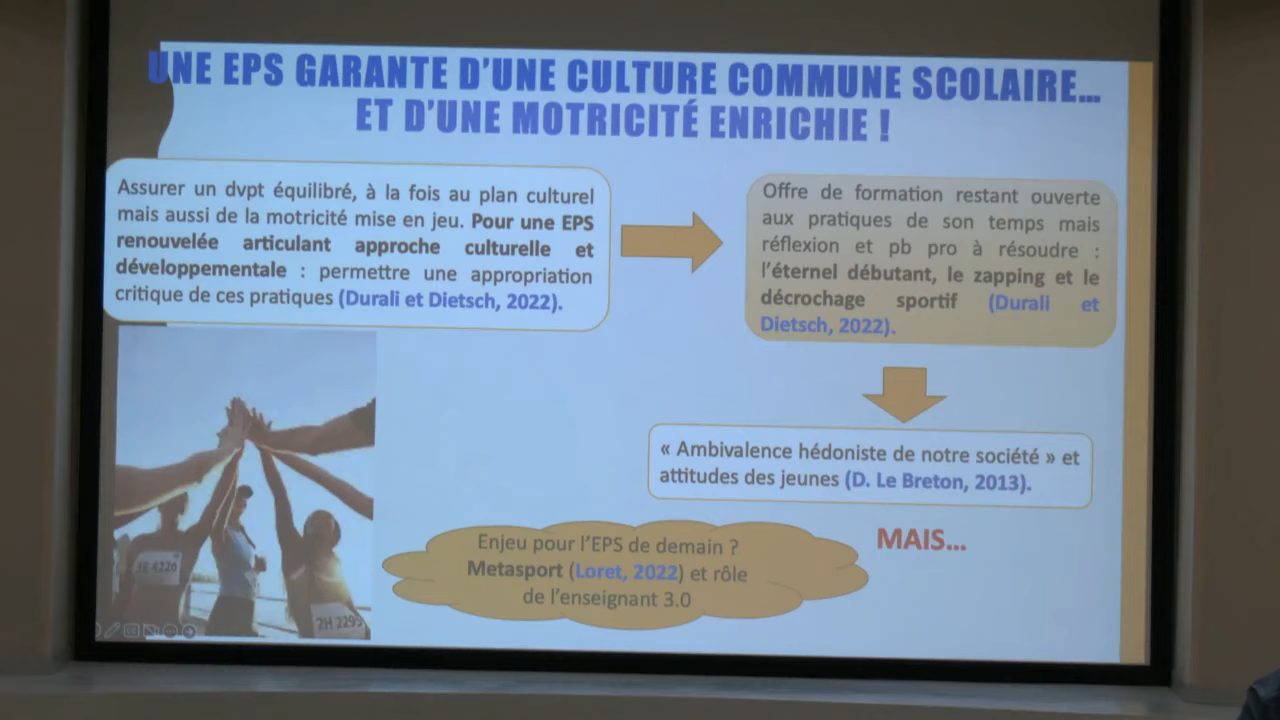 UNE EPS GARANTE D'UNE CULTURE COMMUNE SCOLAIRE...
ET D'UNE MOTRICITÉ ENRICHIE !
Assurer un dvpt équilibré, à la fois au plan culturel
mais aussi de la motricité mise en jeu. Pour une EPS
renouvelée articulant approche culturelle et
développementale : permettre une appropriation
critique de ces pratiques (Durali et Dietsch, 2022).
Offre de formation restant ouverte
aux pratiques de son temps mais
réflexion et pb pro à résoudre :
l'éternel débutant, le zapping et le
décrochage sportif (Durali et
Dietsch, 2022).
« Ambivalence hédoniste de notre société » et
attitudes des jeunes (D. Le Breton, 2013).
MAIS...
Enjeu pour l'EPS de demain ?
Metasport (Loret, 2022) et rôle
de l'enseignant 3.0
2H 2295